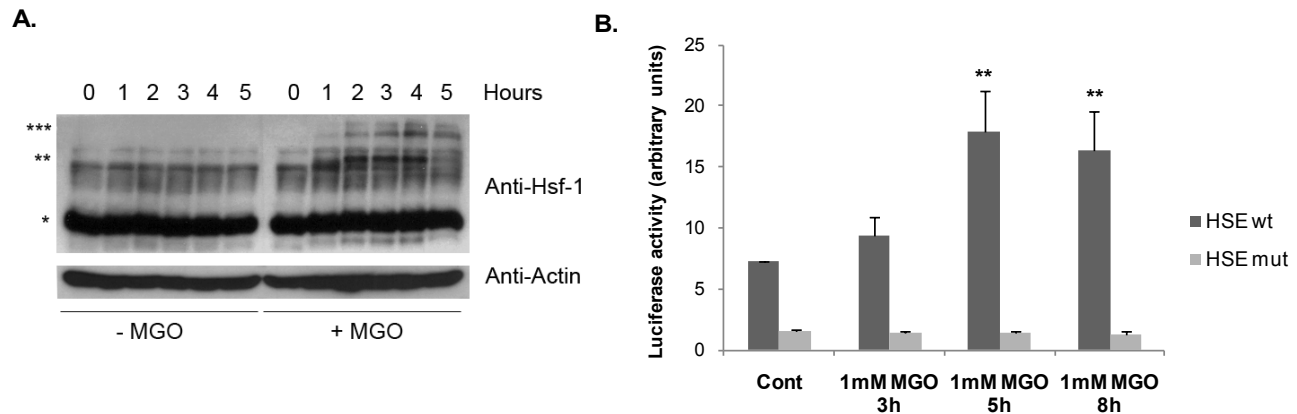 A.
0 1 2 3 4 5 Hours 0 1 2 3 4 5
***
**
*
Anti-Hsf-1
Anti-Actin
- MGO
+ MGO
B.
Luciferase activity (arbitrary units)
25
20
15
10
5
0
**
**
Cont
1mM MGO
3h
1mM MGO
5h
1mM MGO
8h
HSE wt
HSE mut